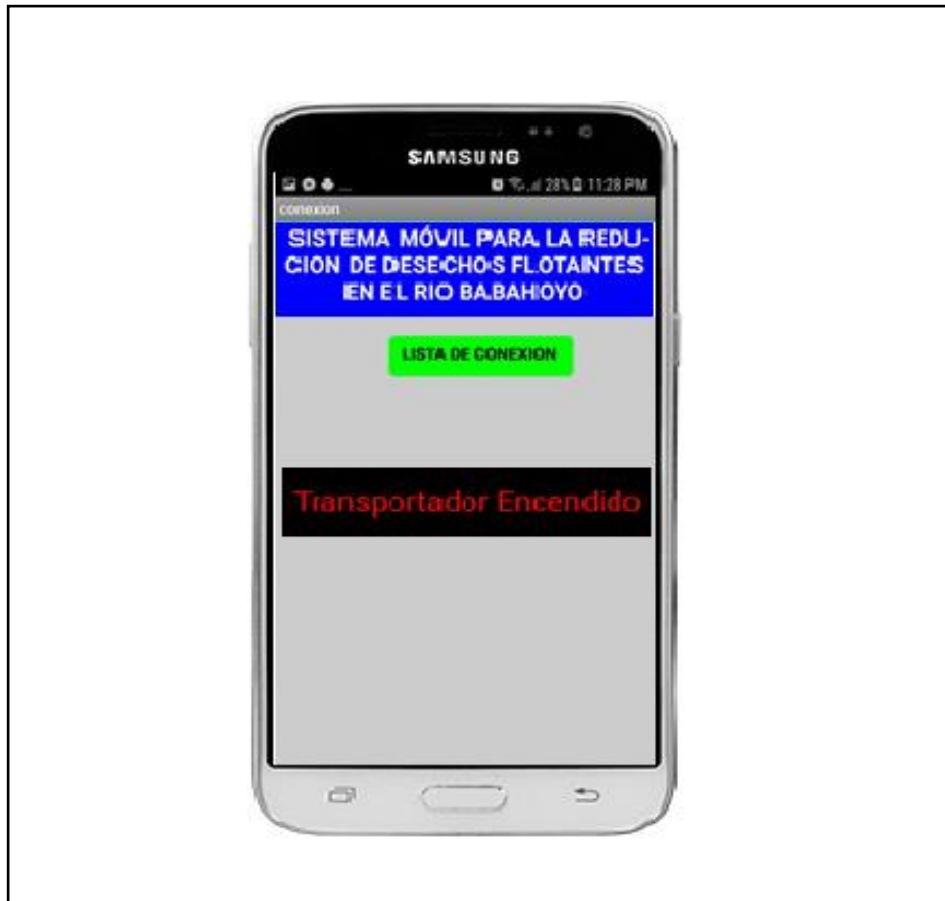 SAMSUNG
28% 11:28 PM
conexion
SISTEMA MÓVIL PARA LA REDU-
CION DE DESECHOS FLOTANTES
EN EL RIO BABAHOYO
LISTA DE CONEXION
Transportador Encendido